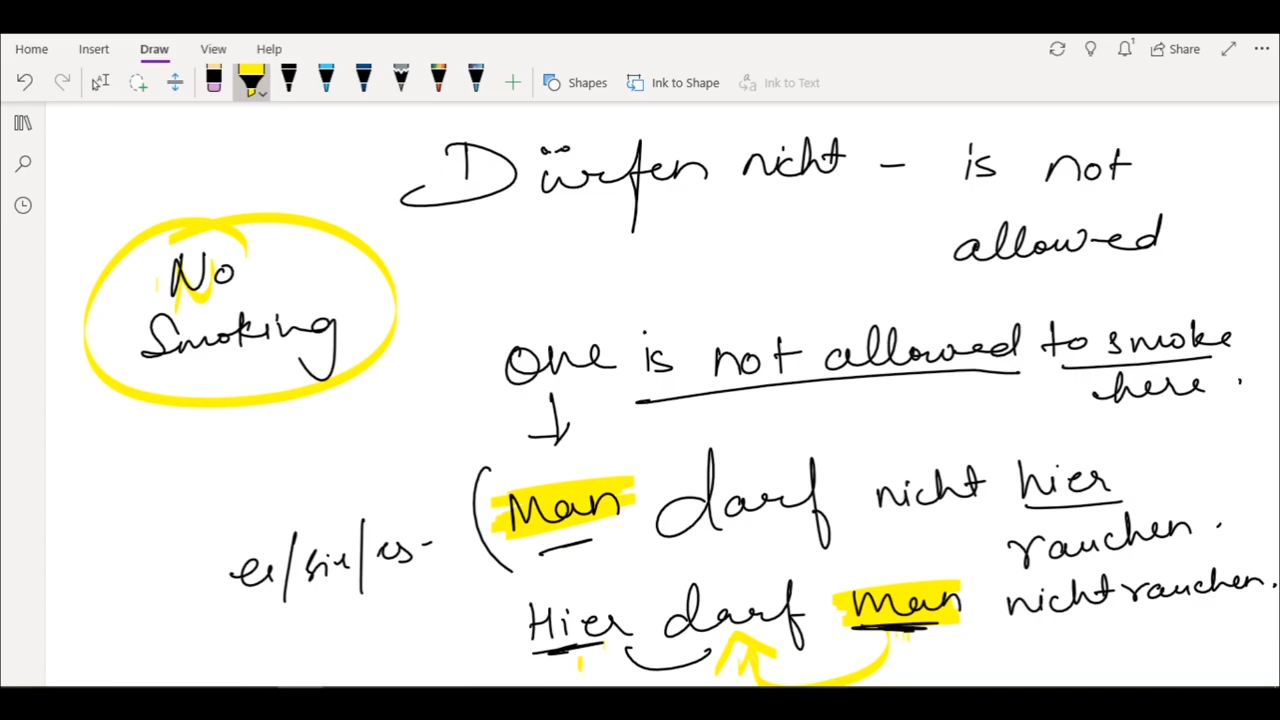 Home Insert Draw View Help
Share
Shapes Ink to Shape Ink to Text
Dürfen nicht - is not
allowed
No
Smoking
one is not allowed to smoke
here.
(Man darf nicht hier
rauchen.
er/sie/es-
Hier darf man nicht rauchen.